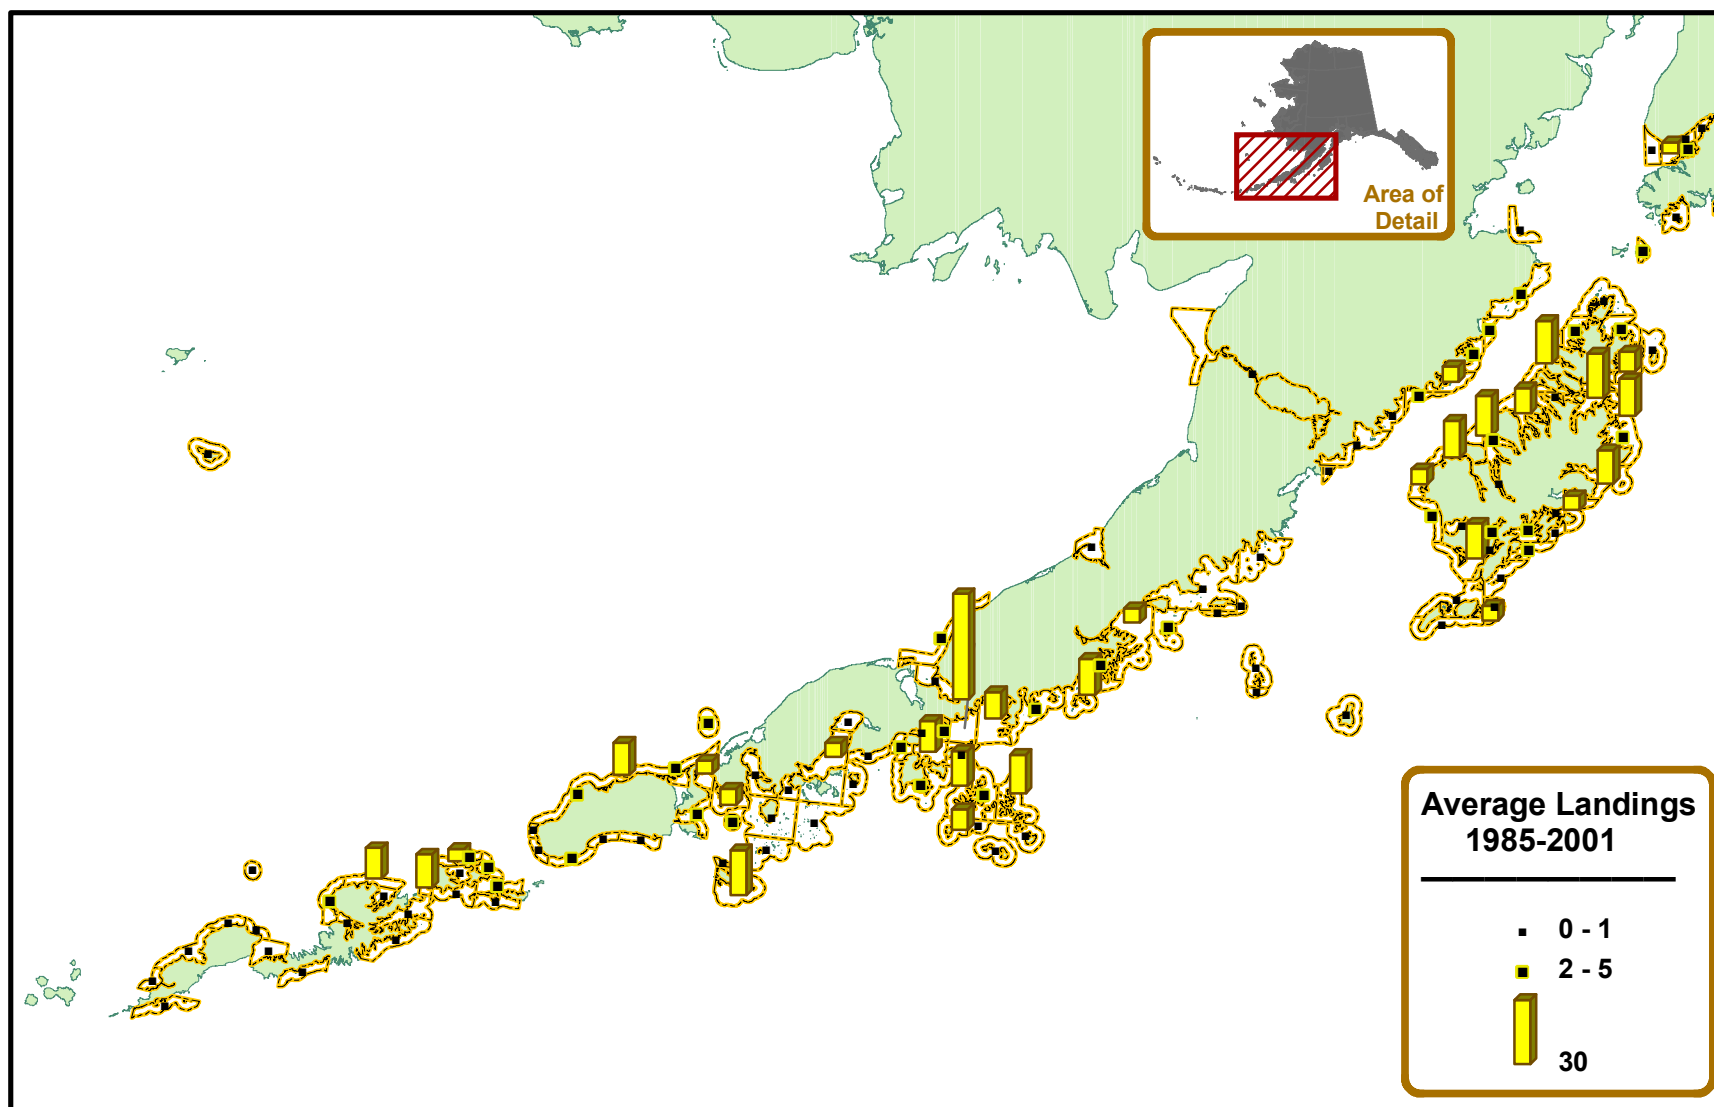 Area of
Detail
Average Landings
1985-2001
0 - 1
2 - 5
30